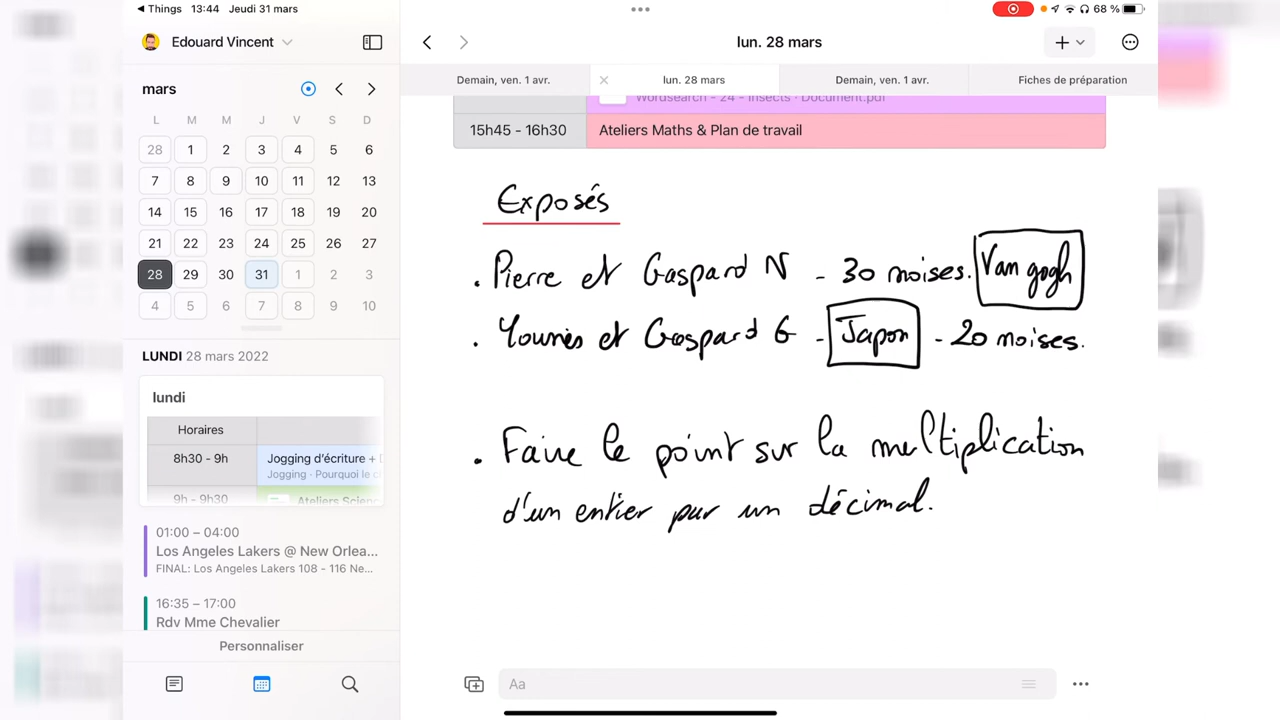 Things 13:44 Jeudi 31 mars
68 %
Edouard Vincent
mars
L M M J V S D
28 1 2 3 4 5 6
7 8 9 10 11 12 13
14 15 16 17 18 19 20
21 22 23 24 25 26 27
28 29 30 31 1 2 3
4 5 6 7 8 9 10
LUNDI 28 mars 2022
lundi
Horaires
8h30 - 9h Jogging d'écriture +
Jogging · Pourquoi le
9h - 9h30 Ateliers Scien
01:00 – 04:00
Los Angeles Lakers @ New Orlea...
FINAL: Los Angeles Lakers 108 - 116 Ne...
16:35 – 17:00
Rdv Mme Chevalier
Personnaliser
lun. 28 mars
Demain, ven. 1 avr. lun. 28 mars Demain, ven. 1 avr. Fiches de préparation
Wordsearch - 24 - Insects · Document.pdf
15h45 - 16h30 Ateliers Maths & Plan de travail
Exposés
. Pierre et Gaspard N - 30 noises. Van gogh
. Younès et Gaspard G - Japon - 20 noises.
. Faire le point sur la multiplication
d'un entier par un décimal.
Aa